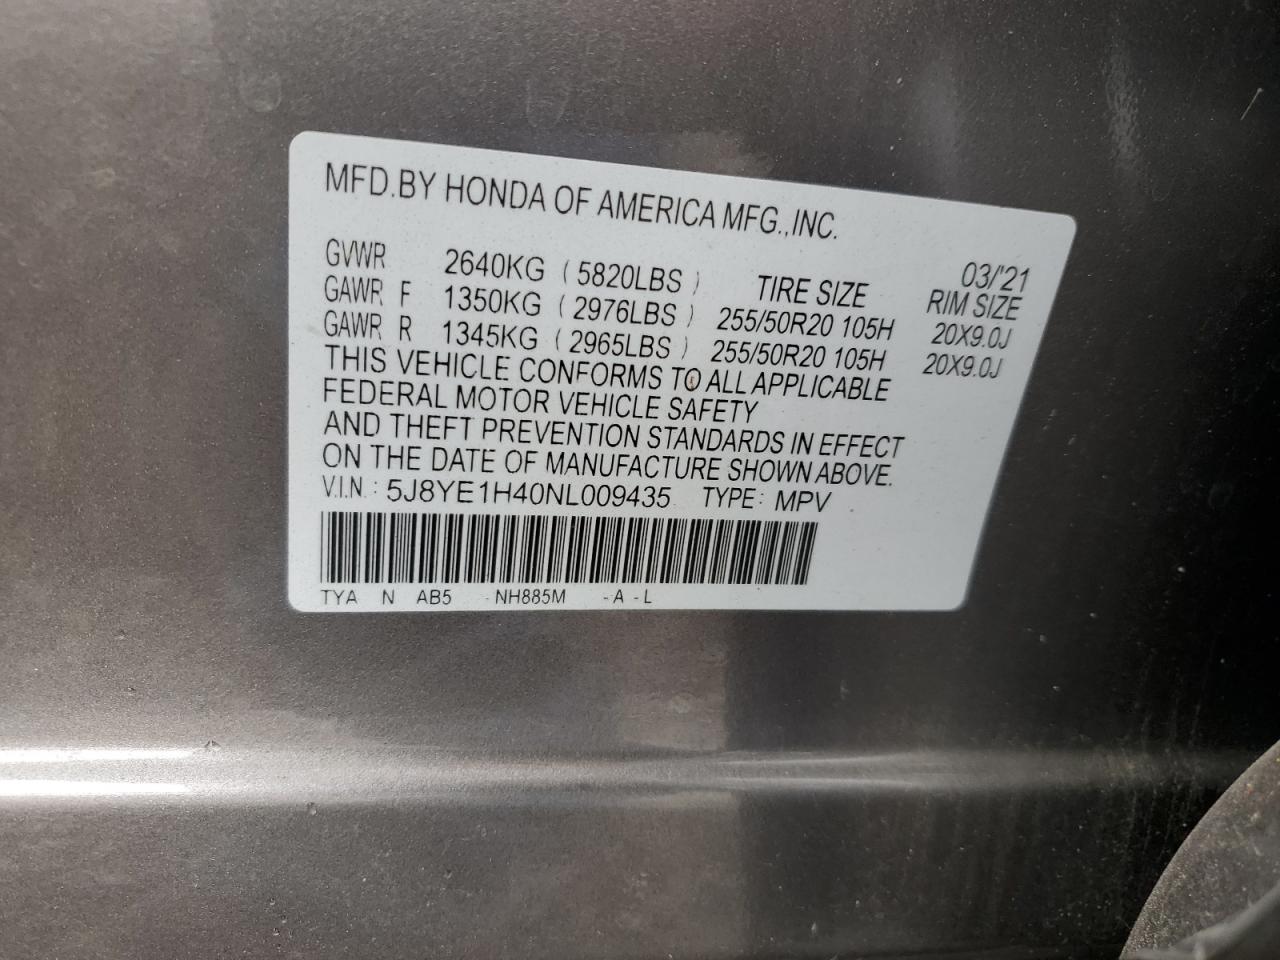 MFD.BY HONDA OF AMERICA MFG.,INC.
03/'21
GVWR 2640KG (5820LBS) TIRE SIZE RIM SIZE
GAWR F 1350KG (2976LBS) 255/50R20 105H 20X9.0J
GAWR R 1345KG (2965LBS) 255/50R20 105H 20X9.0J
THIS VEHICLE CONFORMS TO ALL APPLICABLE
FEDERAL MOTOR VEHICLE SAFETY
AND THEFT PREVENTION STANDARDS IN EFFECT
ON THE DATE OF MANUFACTURE SHOWN ABOVE.
V.I.N.: 5J8YE1H40NL009435 TYPE: MPV
TYA N AB5 -NH885M -A -L